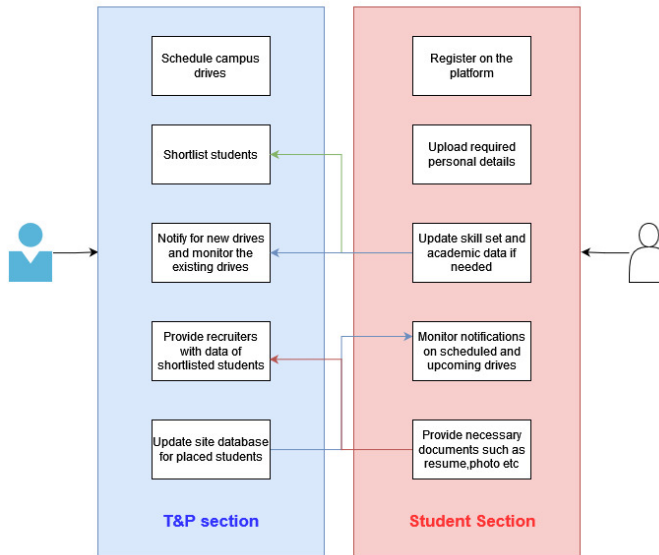 Schedule campus
drives
Shortlist students
Notify for new drives
and monitor the
existing drives
Provide recruiters
with data of
shortlisted students
Update site database
for placed students
T&P section
Register on the
platform
Upload required
personal details
Update skill set and
academic data if
needed
Monitor notifications
on scheduled and
upcoming drives
Provide necessary
documents such as
resume,photo etc
Student Section